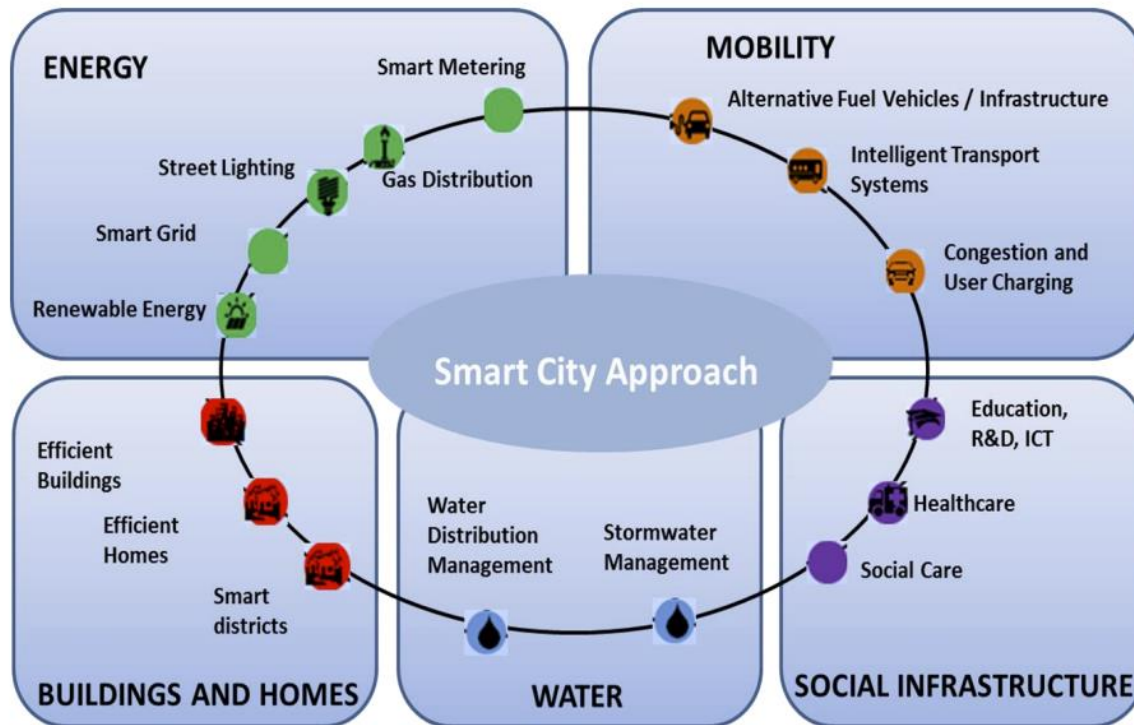 ENERGY
Smart Metering
Street Lighting
Gas Distribution
Smart Grid
Renewable Energy
MOBILITY
Alternative Fuel Vehicles / Infrastructure
Intelligent Transport
Systems
Congestion and
User Charging
Smart City Approach
Efficient
Buildings
Efficient
Homes
Smart
districts
BUILDINGS AND HOMES
Water
Distribution
Management
Stormwater
Management
WATER
Education,
R&D, ICT
Healthcare
Social Care
SOCIAL INFRASTRUCTURE